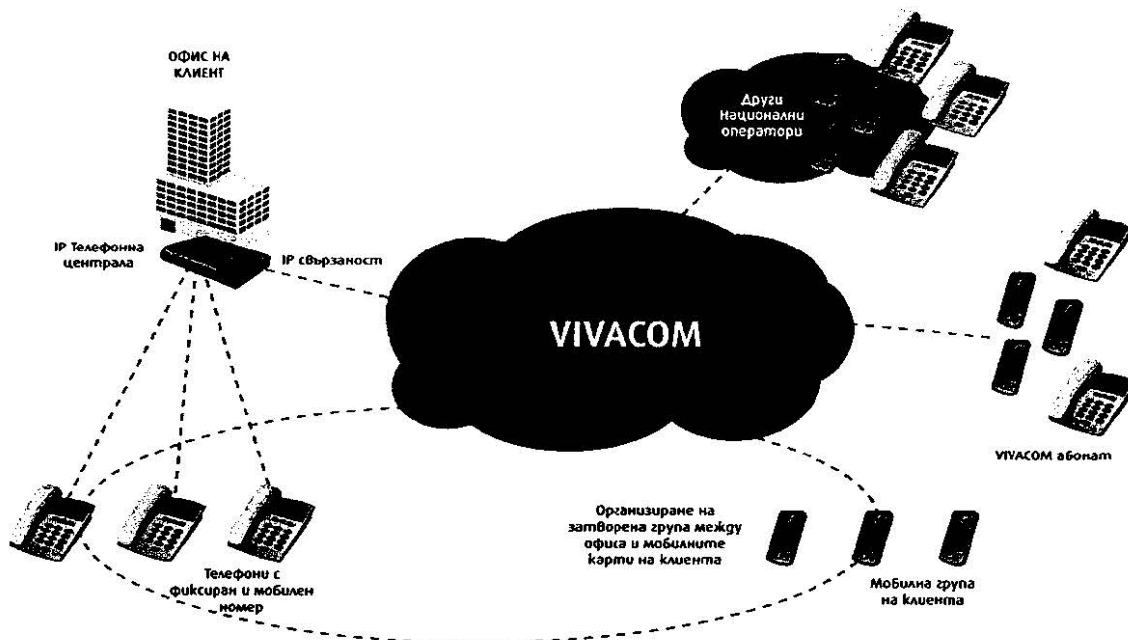 ОФИС НА
КЛИЕНТ
Други
национални
оператори
IP Телефонна
централа
IP свързаност
VIVACOM
VIVACOM абонат
Организиране на
затворена група между
офиса и мобилните
карти на клиента
Телефони с
фиксиран и мобилен
номер
Мобилна група
на клиента